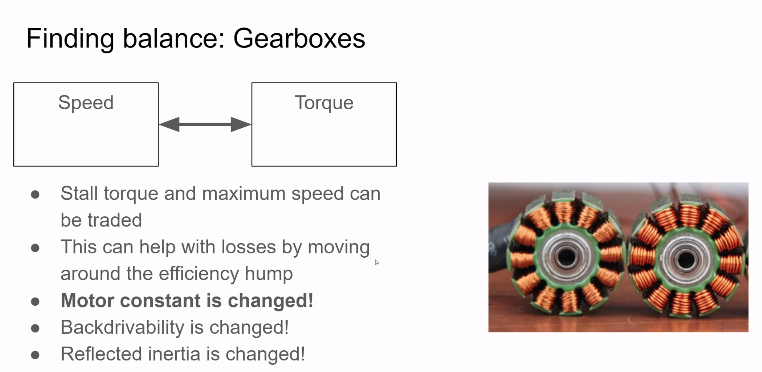 Finding balance: Gearboxes
Speed
Torque
● Stall torque and maximum speed can
be traded
● This can help with losses by moving
around the efficiency hump
● Motor constant is changed!
● Backdrivability is changed!
● Reflected inertia is changed!